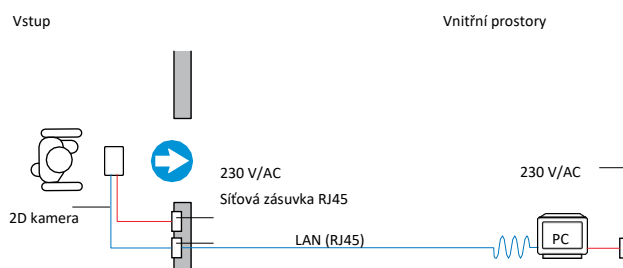 Vstup
Vnitřní prostory
230 V/AC
Síťová zásuvka RJ45
230 V/AC
2D kamera
LAN (RJ45)
PC